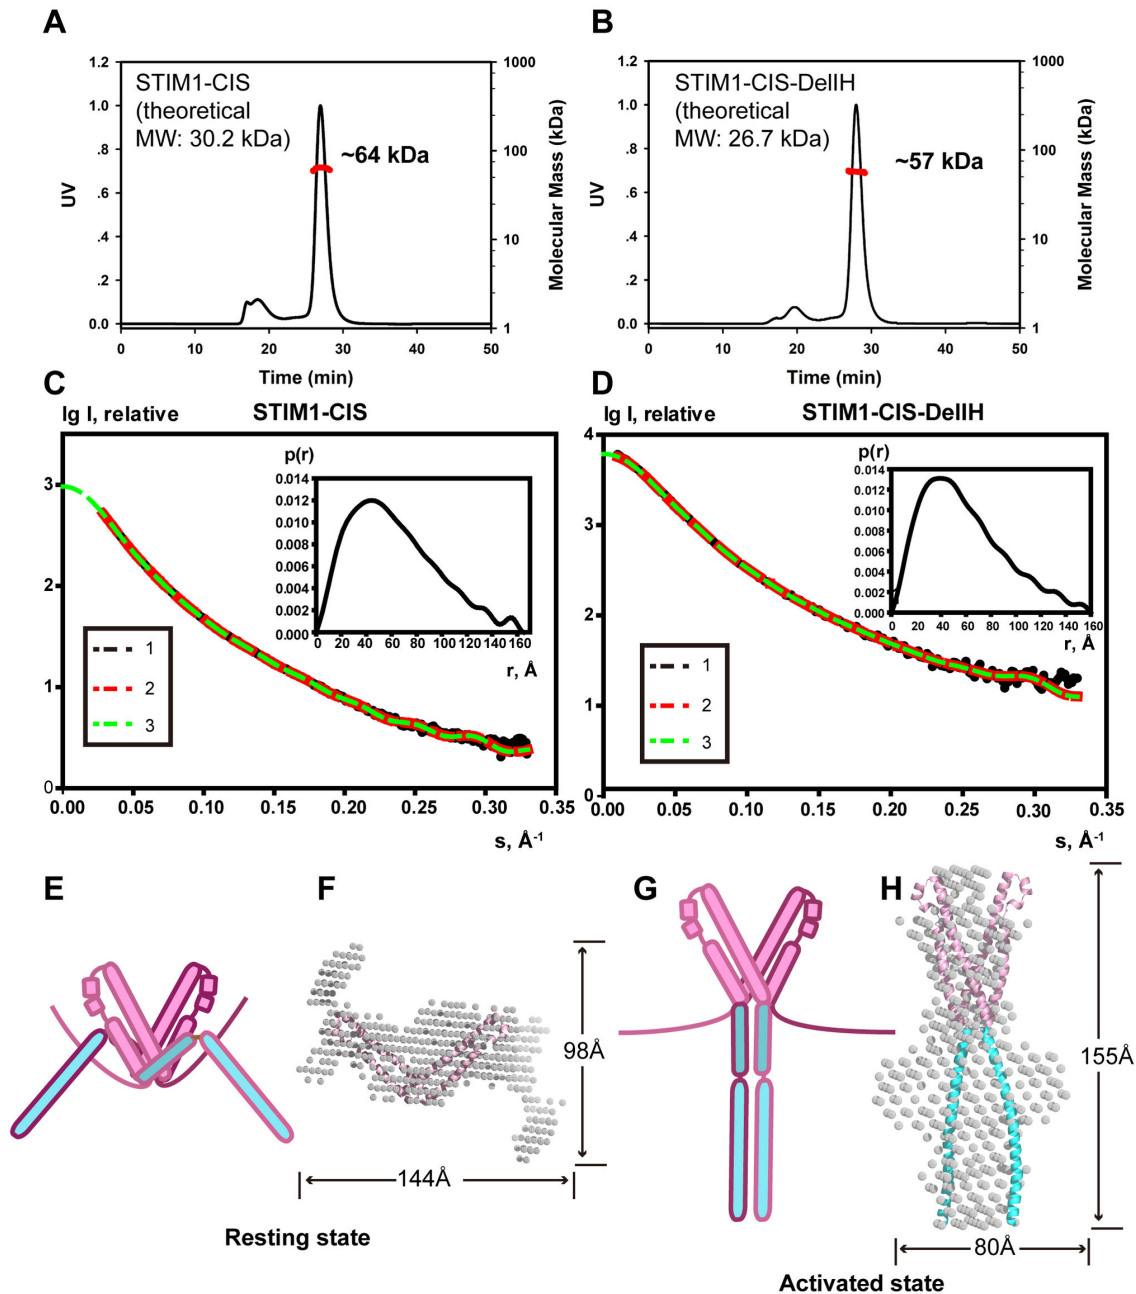 A
STIM1-CIS
(theoretical
MW: 30.2 kDa)
~64 kDa
UV
1.2
1.0
.8
.6
.4
.2
0.0
1000
100
10
1
Molecular Mass (kDa)
0 10 20 30 40 50
Time (min)
B
STIM1-CIS-DelIH
(theoretical
MW: 26.7 kDa)
~57 kDa
UV
1.2
1.0
.8
.6
.4
.2
0.0
1000
100
10
1
Molecular Mass (kDa)
0 10 20 30 40 50
Time (min)
C
lg I, relative
STIM1-CIS
3
2
1
0
0.00 0.05 0.10 0.15 0.20 0.25 0.30 0.35
s, Å-1
p(r)
0.014
0.012
0.010
0.008
0.006
0.004
0.002
0.000
0 20 40 60 80 100 120 140 160
r, Å
1
2
3
D
lg I, relative
STIM1-CIS-DelIH
4
3
2
1
0
0.00 0.05 0.10 0.15 0.20 0.25 0.30 0.35
s, Å-1
p(r)
0.014
0.012
0.010
0.008
0.006
0.004
0.002
0.000
0 20 40 60 80 100 120 140 160
r, Å
1
2
3
E
F
98Å
144Å
Resting state
G
H
155Å
80Å
Activated state